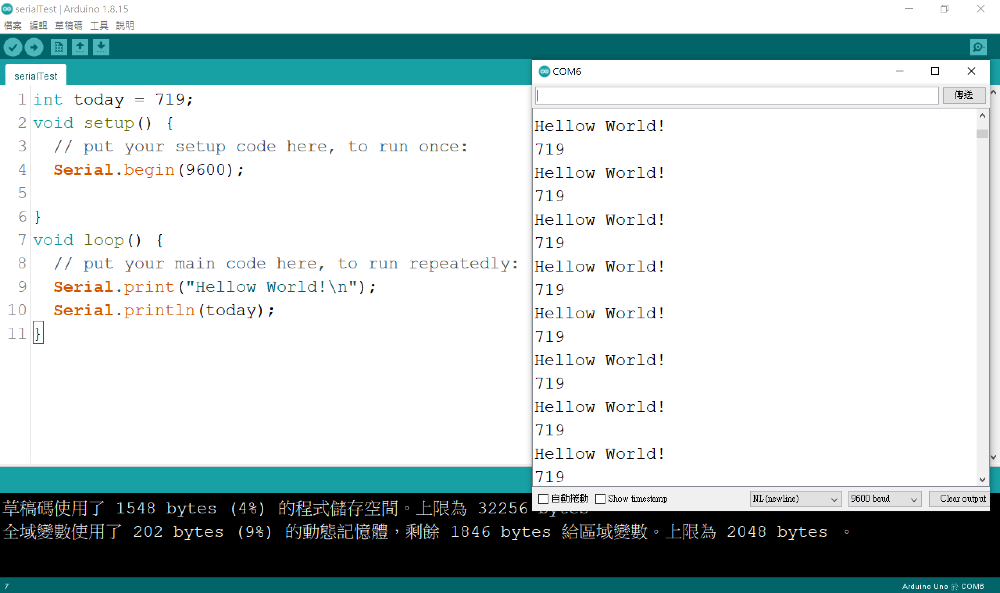 serialTest | Arduino 1.8.15
檔案 編輯 草稿碼 工具 說明
serialTest
1 int today = 719;
2 void setup() {
3 // put your setup code here, to run once:
4 Serial.begin(9600);
5
6 }
7 void loop() {
8 // put your main code here, to run repeatedly:
9 Serial.print("Hellow World!\n");
10 Serial.println(today);
11 }
COM6
傳送
Hellow World!
719
Hellow World!
719
Hellow World!
719
Hellow World!
719
Hellow World!
719
Hellow World!
719
Hellow World!
719
Hellow World!
719
自動捲動 Show timestamp NL(newline) 9600 baud Clear output
草稿碼使用了 1548 bytes (4%) 的程式儲存空間。上限為 32256 bytes
全域變數使用了 202 bytes (9%) 的動態記憶體，剩餘 1846 bytes 給區域變數。上限為 2048 bytes 。
7 Arduino Uno 於 COM6